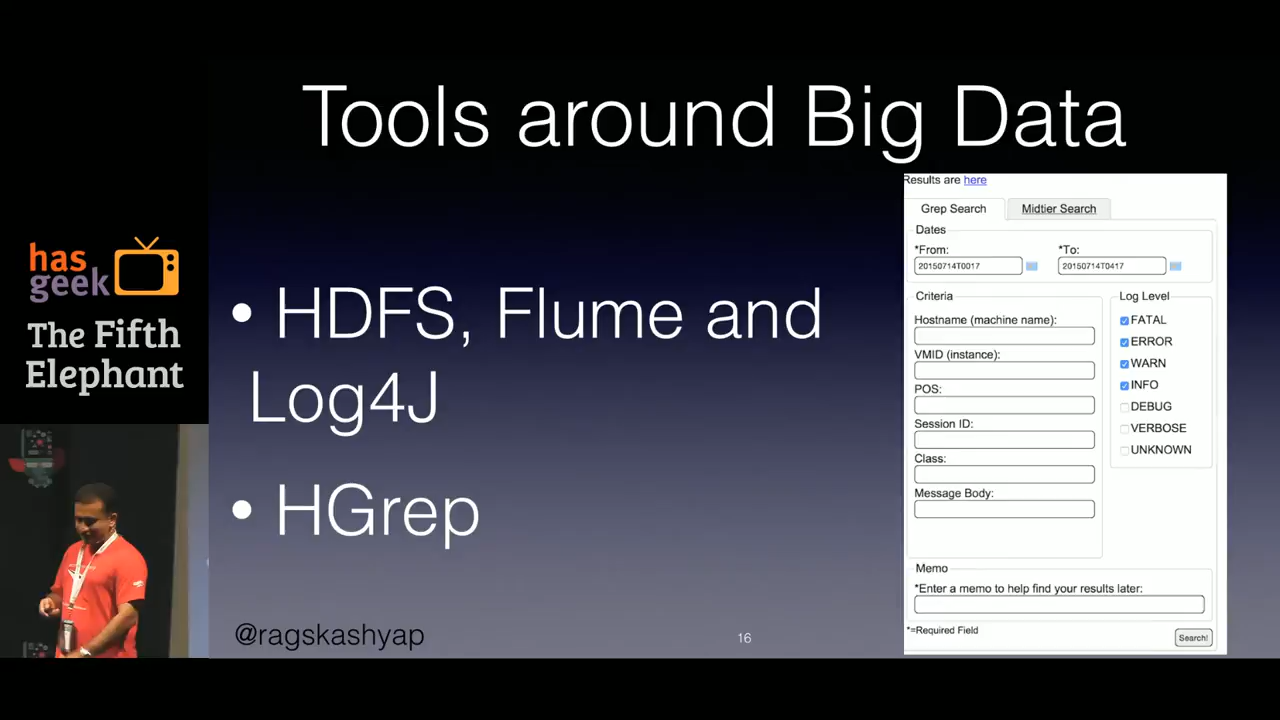 Tools around Big Data
has
geek
The Fifth
Elephant
• HDFS, Flume and
Log4J
• HGrep
@ragskashyap
16
Results are here
Grep Search
Midtier Search
Dates
*From:
*To:
20150714T0017
20150714T0417
Criteria
Log Level
Hostname (machine name):
FATAL
VMID (instance):
ERROR
POS:
WARN
Session ID:
INFO
Class:
DEBUG
Message Body:
VERBOSE
UNKNOWN
Memo
*Enter a memo to help find your results later:
*=Required Field
Search!